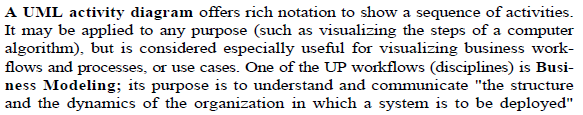 A UML activity diagram offers rich notation to show a sequence of activities.
It may be applied to any purpose (such as visualizing the steps of a computer
algorithm), but is considered especially useful for visualizing business work-
flows and processes, or use cases. One of the UP workflows (disciplines) is Busi-
ness Modeling; its purpose is to understand and communicate "the structure
and the dynamics of the organization in which a system is to be deployed"